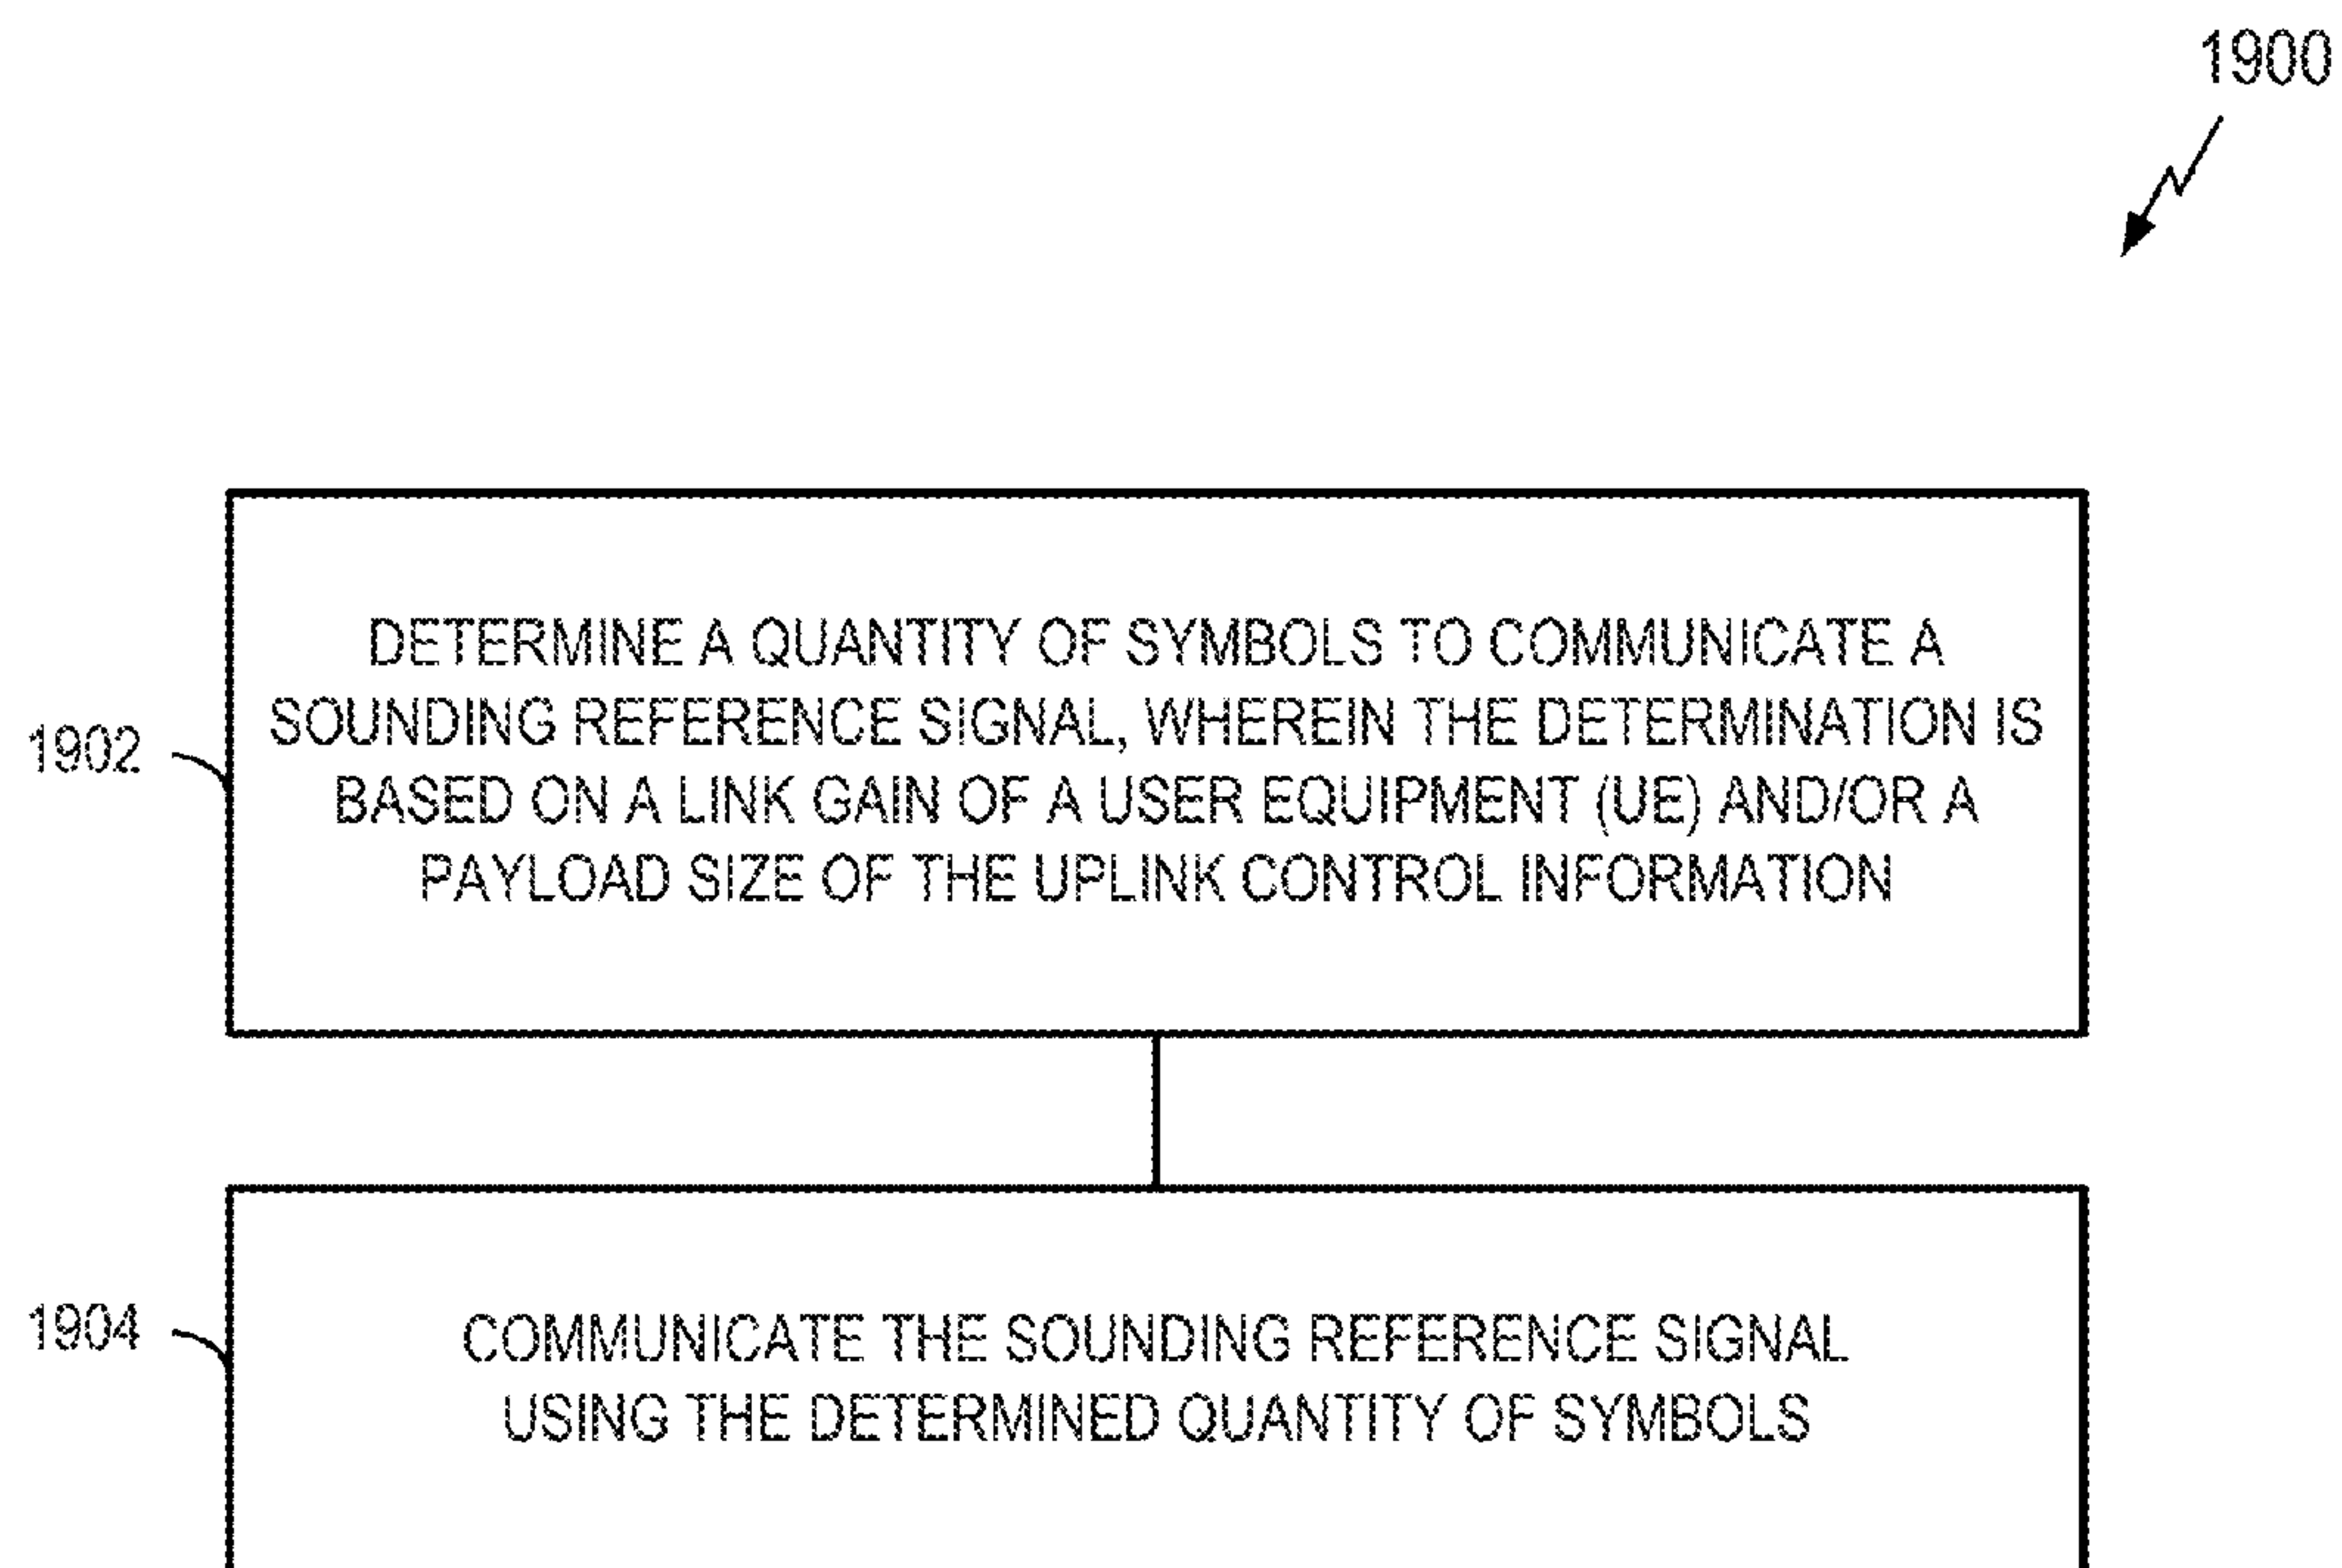 1900
DETERMINE A QUANTITY OF SYMBOLS TO COMMUNICATE A
SOUNDING REFERENCE SIGNAL, WHEREIN THE DETERMINATION IS
BASED ON A LINK GAIN OF A USER EQUIPMENT (UE) AND/OR A
PAYLOAD SIZE OF THE UPLINK CONTROL INFORMATION
1902
COMMUNICATE THE SOUNDING REFERENCE SIGNAL
USING THE DETERMINED QUANTITY OF SYMBOLS
1904